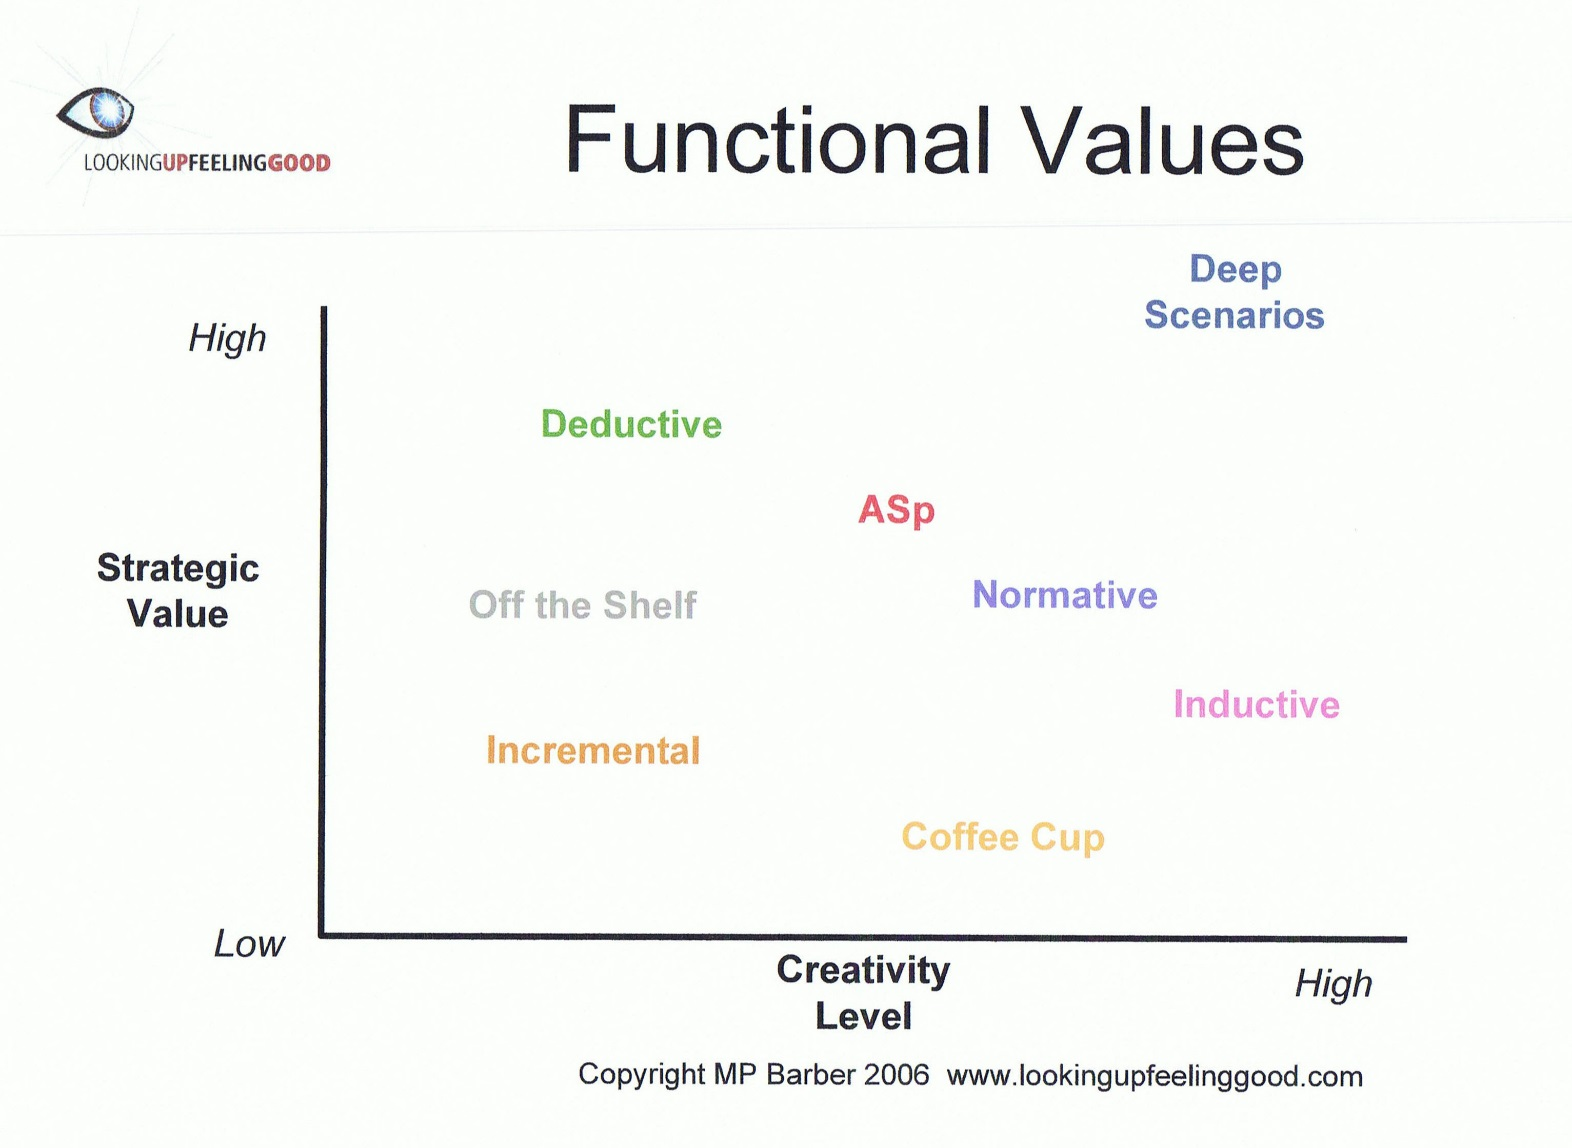 LOOKINGUPFEELINGGOOD
Functional Values
Deep
Scenarios
High
Deductive
ASp
Strategic
Value
Off the Shelf
Normative
Inductive
Incremental
Coffee Cup
Low
Creativity
Level
High
Copyright MP Barber 2006 www.lookingupfeelinggood.com